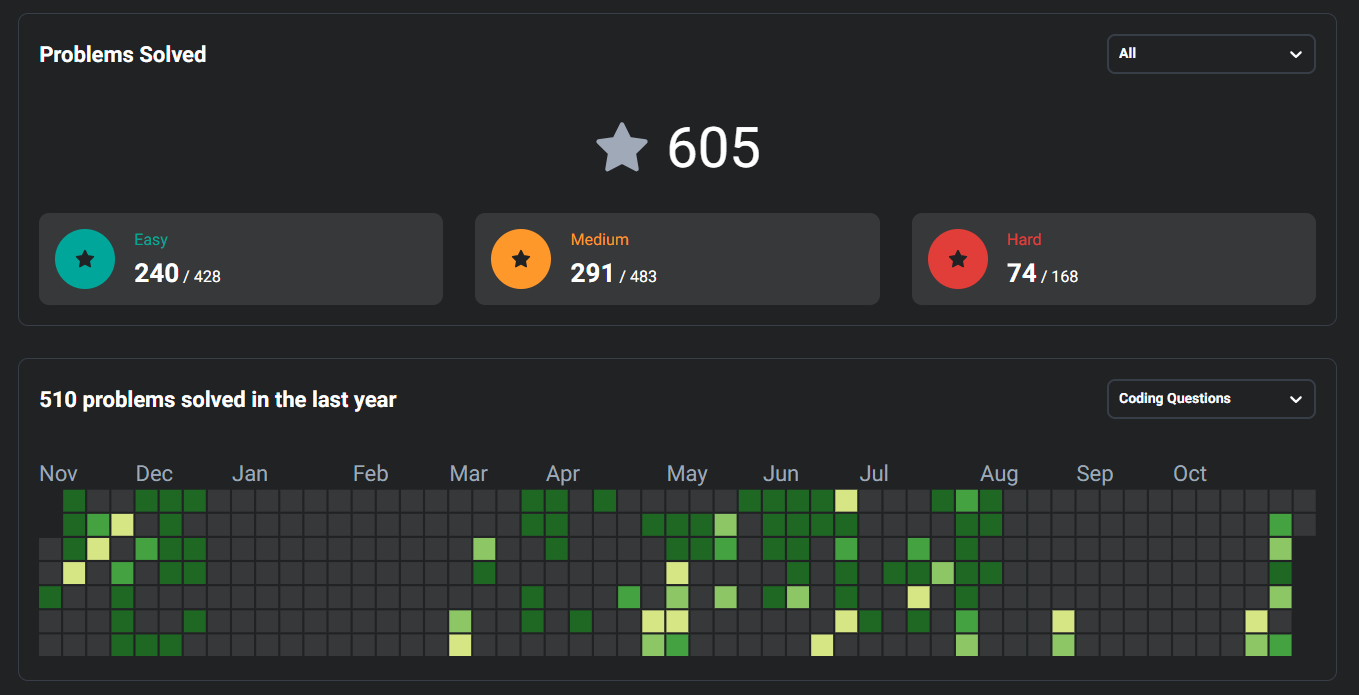 Problems Solved
All
605
Easy
240 / 428
Medium
291 / 483
Hard
74 / 168
510 problems solved in the last year
Coding Questions
Nov Dec Jan Feb Mar Apr May Jun Jul Aug Sep Oct